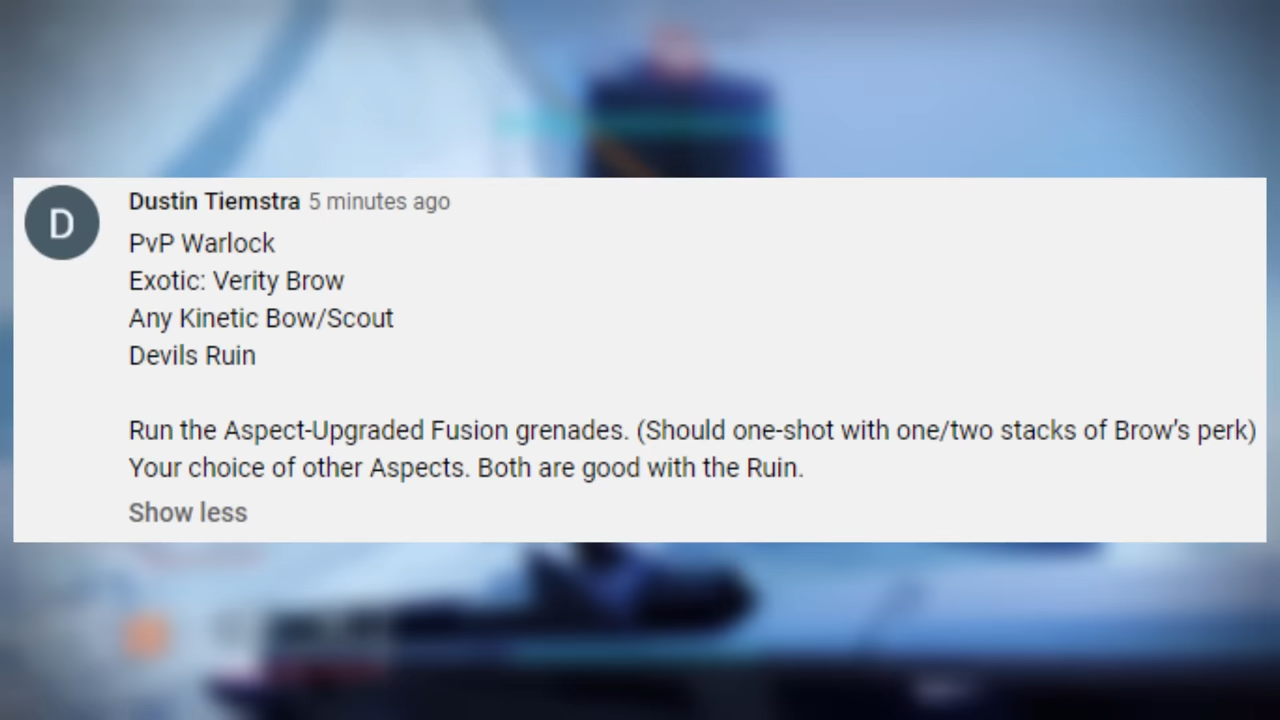 D
Dustin Tiemstra 5 minutes ago
PvP Warlock
Exotic: Verity Brow
Any Kinetic Bow/Scout
Devils Ruin
Run the Aspect-Upgraded Fusion grenades. (Should one-shot with one/two stacks of Brow's perk)
Your choice of other Aspects. Both are good with the Ruin.
Show less